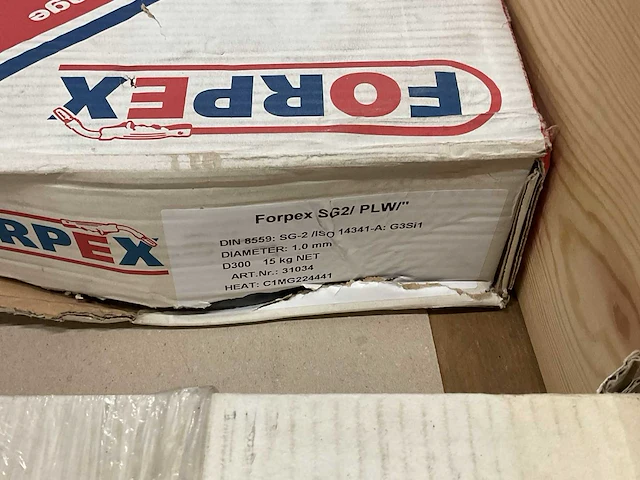 nge
FORPEX
RPEX
Forpex SG2/ PLW/"
DIN 8559: SG-2 /ISO 14341-A: G3Si1
DIAMETER: 1.0 mm
D300 15 kg NET
ART.Nr.: 31034
HEAT: C1MG224441